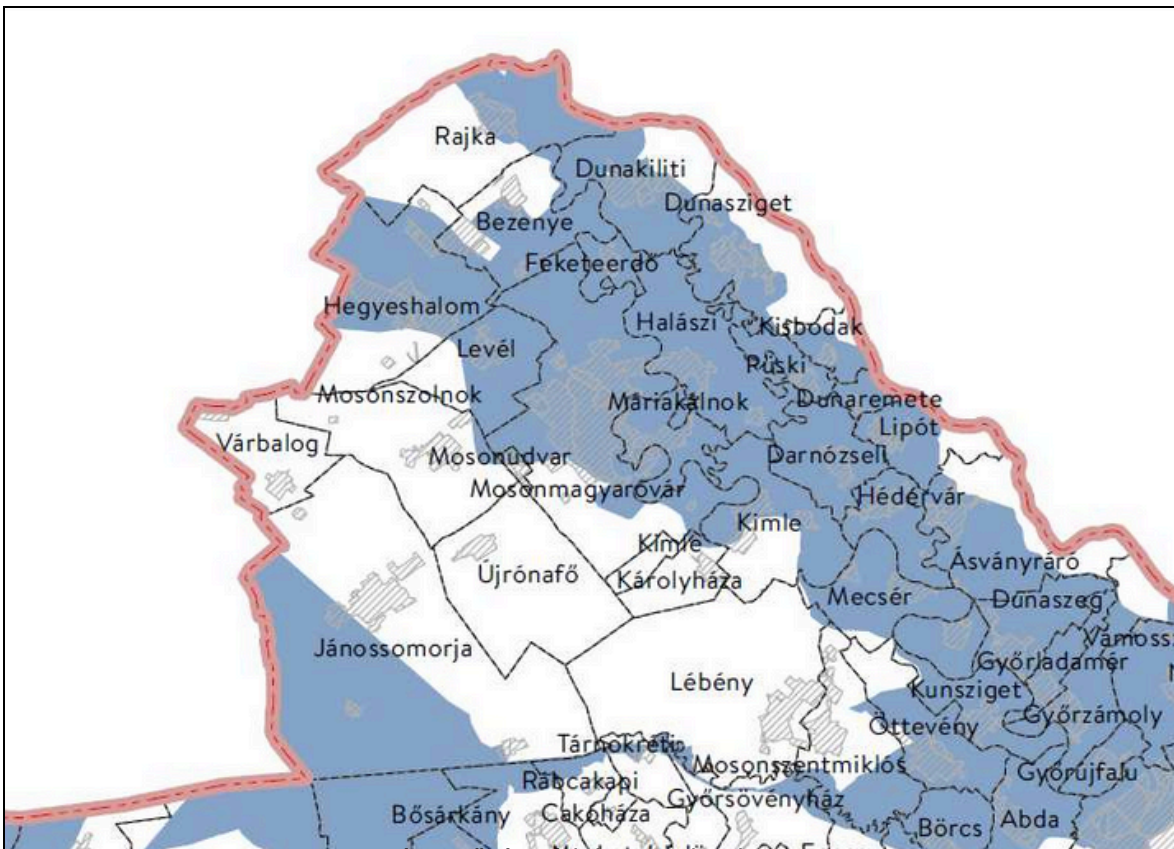 Rajka
Dunakiliti
Dunasziget
Bezenye
Feketeerdő
Hegyeshalom
Halászi
Kisbodak
Levél
Püski
Mosonszolnok
Máriakálnok
Dunaremete
Várbalog
Lipót
Mosonudvar
Darnózseli
Mosonmagyaróvár
Hédervár
Kimle
Kimle
Ásványráró
Újrónafő
Károlyháza
Mecsér
Dunaszeg
Jánossomorja
Vámossz
Győrladamér
Lébény
Kunsziget
Győrzámoly
Öttevény
Tárnokréti
Mosonszentmiklós
Győrújfalu
Rábcakapi
Győrsövényház
Bősárkány
Cakóháza
Abda
Börcs